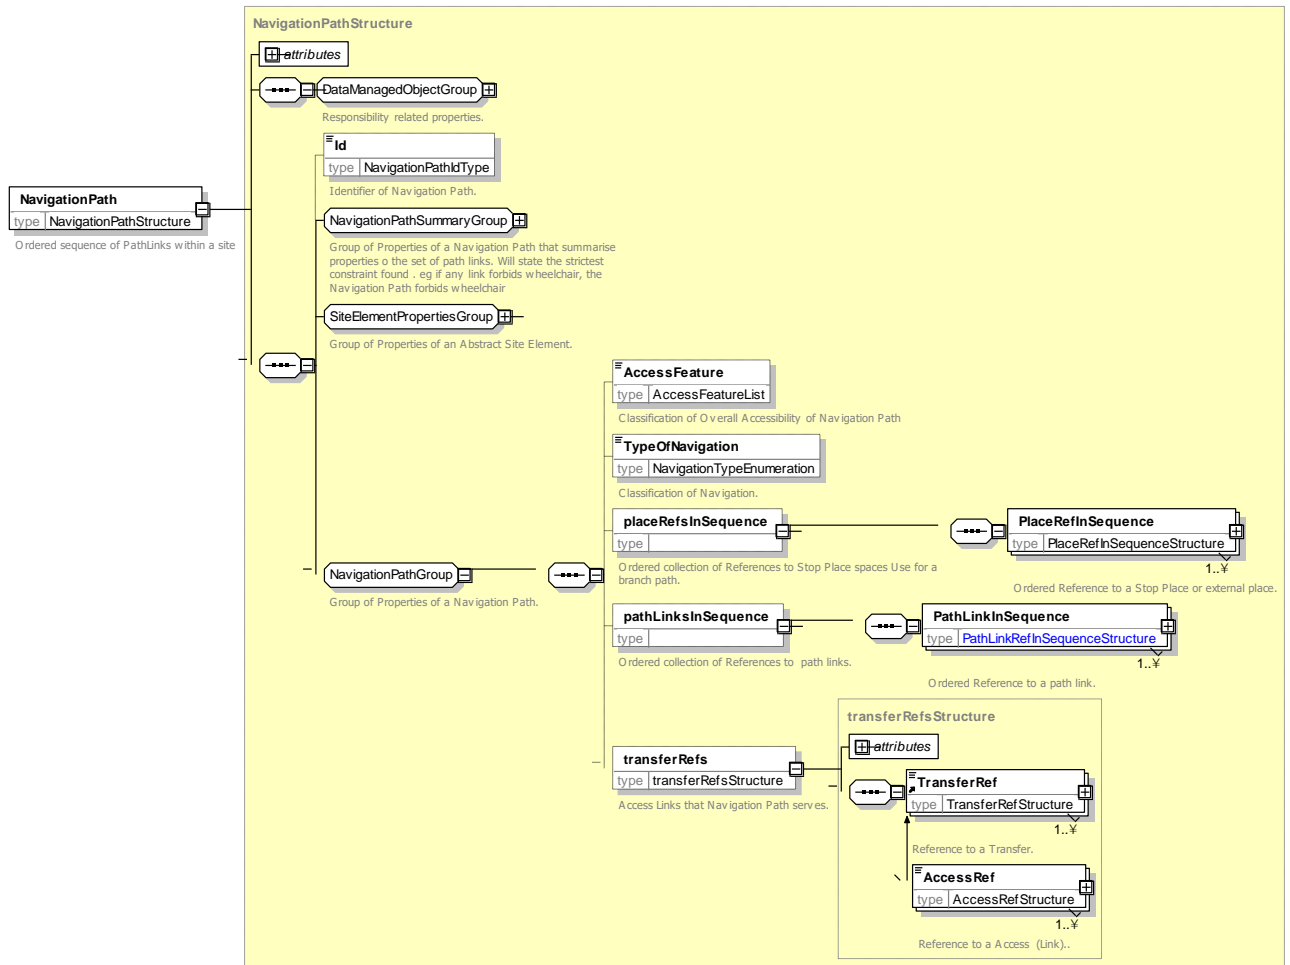 NavigationPathStructure
attributes
DataManagedObjectGroup
Responsibility related properties.
Id
type NavigationPathIdType
Identifier of Navigation Path.
NavigationPath
type NavigationPathStructure
Ordered sequence of PathLinks within a site
NavigationPathSummaryGroup
Group of Properties of a Navigation Path that summarise
properties o the set of path links. Will state the strictest
constraint found . eg if any link forbids wheelchair, the
Navigation Path forbids wheelchair
SiteElementPropertiesGroup
Group of Properties of an Abstract Site Element.
AccessFeature
type AccessFeatureList
Classification of Overall Accessibility of Navigation Path
TypeOfNavigation
type NavigationTypeEnumeration
Classification of Navigation.
placeRefsInSequence
type
Ordered collection of References to Stop Place spaces Use for a
branch path.
PlaceRefInSequence
type PlaceRefInSequenceStructure
1..¥
Ordered Reference to a Stop Place or external place.
NavigationPathGroup
Group of Properties of a Navigation Path.
pathLinksInSequence
type
Ordered collection of References to path links.
PathLinkInSequence
type PathLinkRefInSequenceStructure
1..¥
Ordered Reference to a path link.
transferRefs
type transferRefsStructure
Access Links that Navigation Path serves.
transferRefsStructure
attributes
TransferRef
type TransferRefStructure
1..¥
Reference to a Transfer.
AccessRef
type AccessRefStructure
1..¥
Reference to a Access (Link)..